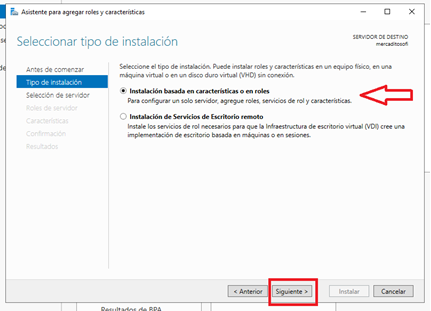 Asistente para agregar roles y características
Seleccionar tipo de instalación
SERVIDOR DE DESTINO
mercaditosofi
Antes de comenzar
Tipo de instalación
Selección de servidor
Roles de servidor
Características
Confirmación
Resultados
Seleccione el tipo de instalación. Puede instalar roles y características en un equipo físico, en una
máquina virtual o en un disco duro virtual (VHD) sin conexión.
Instalación basada en características o en roles
Para configurar un solo servidor, agregue roles, servicios de rol y características.
Instalación de Servicios de Escritorio remoto
Instale los servicios de rol necesarios para que la Infraestructura de escritorio virtual (VDI) cree una
implementación de escritorio basada en máquinas o en sesiones.
< Anterior
Siguiente >
Instalar
Cancelar
Resultados de BPA